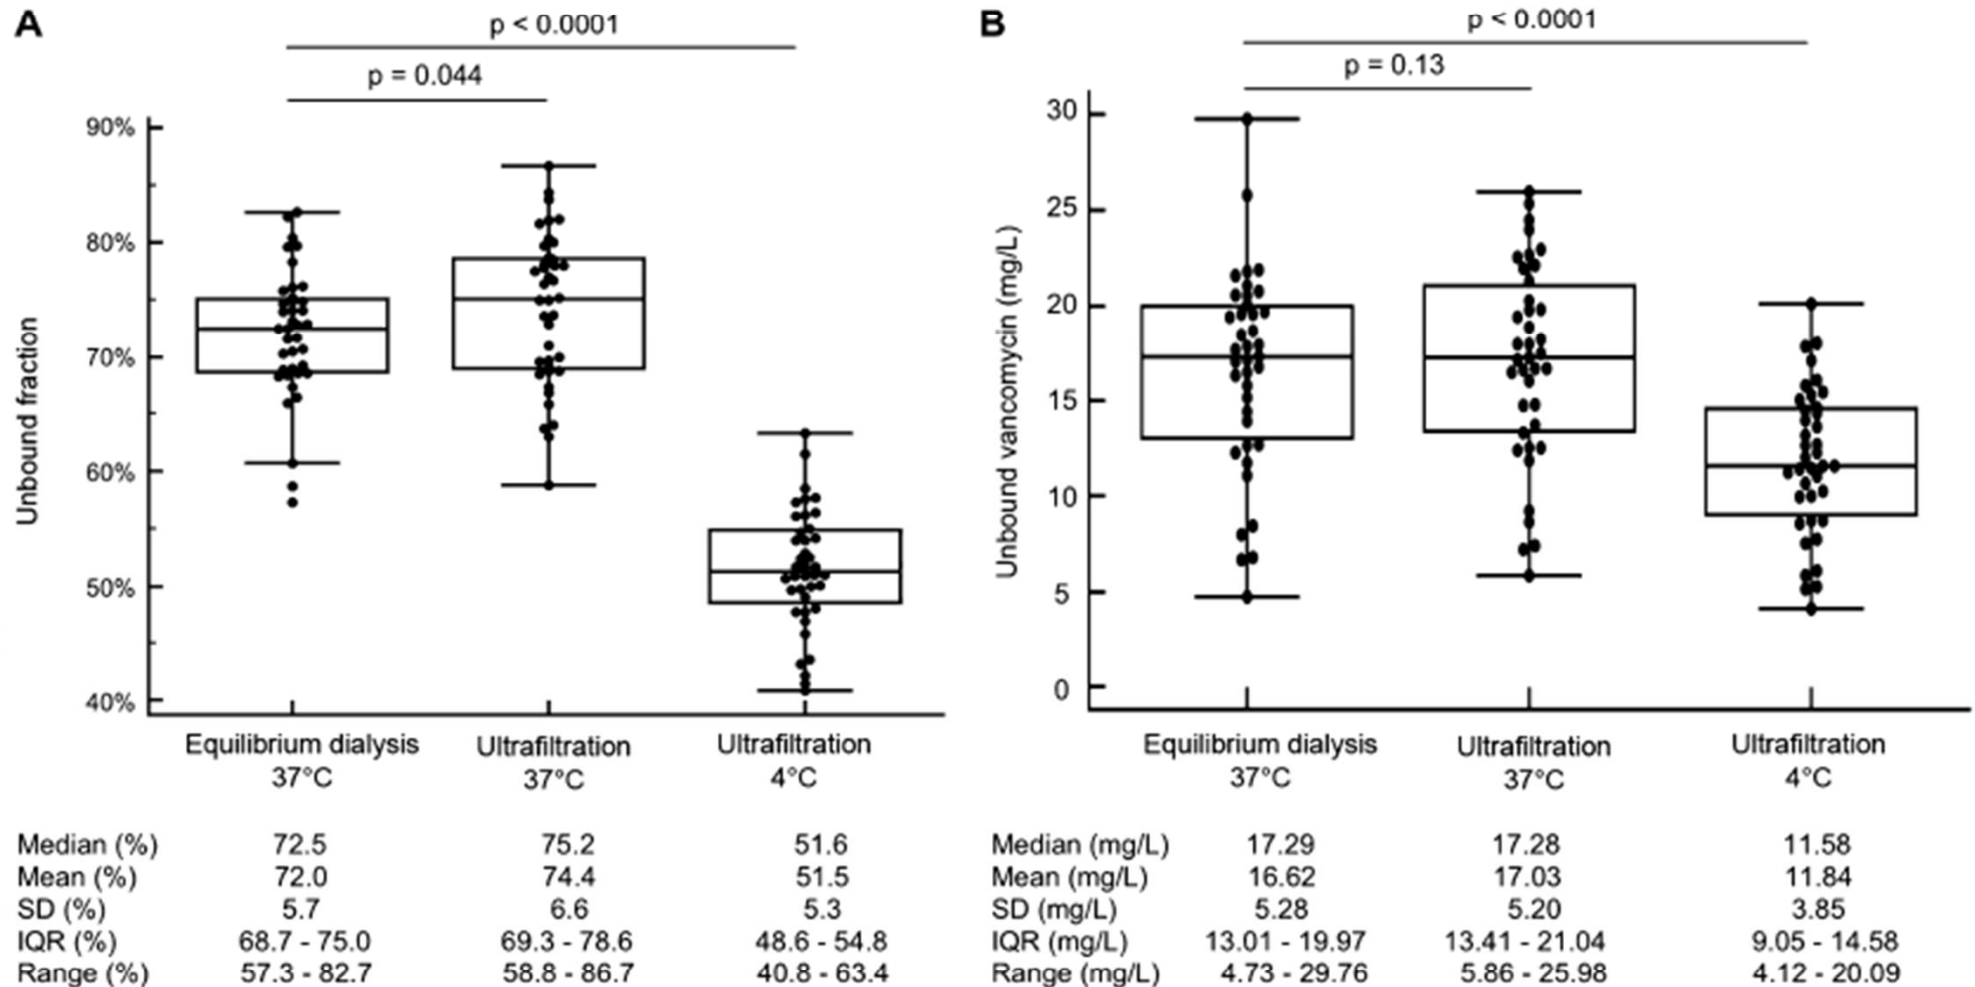 A
p < 0.0001
p = 0.044
90%
80%
70%
60%
50%
40%
Unbound fraction
Equilibrium dialysis
37°C
Ultrafiltration
37°C
Ultrafiltration
4°C
Median (%) 72.5 75.2 51.6
Mean (%) 72.0 74.4 51.5
SD (%) 5.7 6.6 5.3
IQR (%) 68.7 - 75.0 69.3 - 78.6 48.6 - 54.8
Range (%) 57.3 - 82.7 58.8 - 86.7 40.8 - 63.4
B
p < 0.0001
p = 0.13
30
25
20
15
10
5
0
Unbound vancomycin (mg/L)
Equilibrium dialysis
37°C
Ultrafiltration
37°C
Ultrafiltration
4°C
Median (mg/L) 17.29 17.28 11.58
Mean (mg/L) 16.62 17.03 11.84
SD (mg/L) 5.28 5.20 3.85
IQR (mg/L) 13.01 - 19.97 13.41 - 21.04 9.05 - 14.58
Range (mg/L) 4.73 - 29.76 5.86 - 25.98 4.12 - 20.09